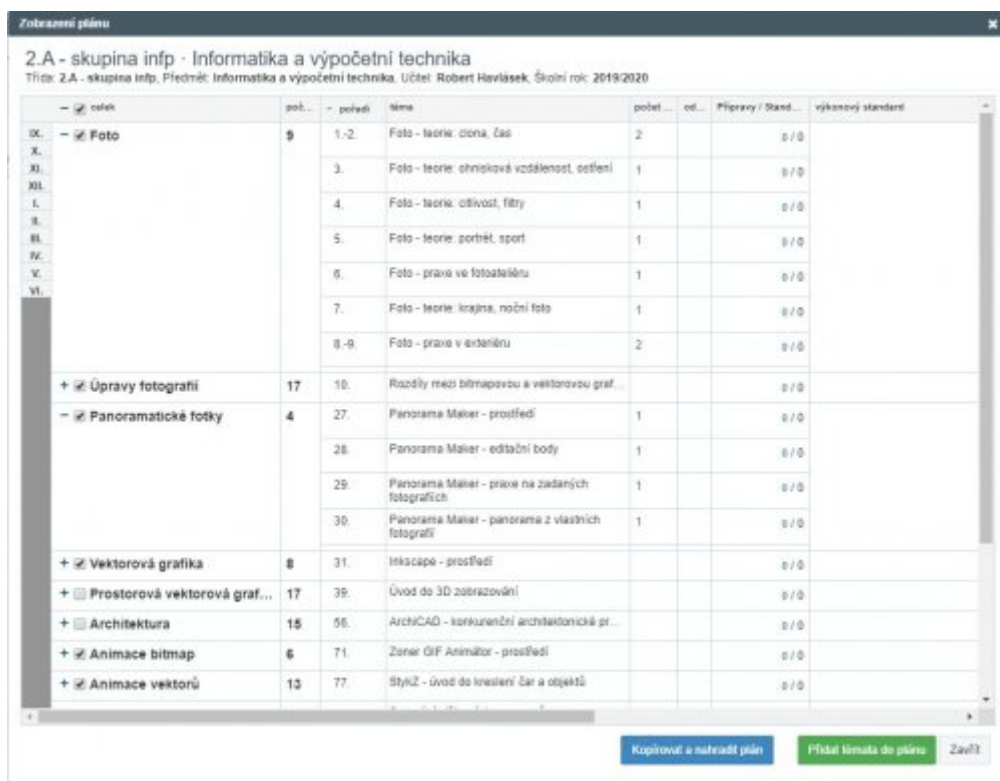 Zobrazení plánu
2.A - skupina infp · Informatika a výpočetní technika
Třída: 2.A - skupina infp, Předmět: Informatika a výpočetní technika, Učitel: Robert Havlásek, Školní rok: 2019/2020
celek poč... pořadí téma počet ... od... Přípravy / Stand... výkonový standard
IX.
X.
XI.
XII.
I.
II.
III.
IV.
V.
VI.
Foto 9 1.-2. Foto - teorie: clona, čas 2 0 / 0
3. Foto - teorie: ohnisková vzdálenost, ostření 1 0 / 0
4. Foto - teorie: citlivost, filtry 1 0 / 0
5. Foto - teorie: portrét, sport 1 0 / 0
6. Foto - praxe ve fotoateliéru 1 0 / 0
7. Foto - teorie: krajina, noční foto 1 0 / 0
8.-9. Foto - praxe v exteriéru 2 0 / 0
Úpravy fotografií 17 10. Rozdíly mezi bitmapovou a vektorovou graf... 0 / 0
Panoramatické fotky 4 27. Panorama Maker - prostředí 1 0 / 0
28. Panorama Maker - editační body 1 0 / 0
29. Panorama Maker - praxe na zadaných
fotografiích 1 0 / 0
30. Panorama Maker - panorama z vlastních
fotografií 1 0 / 0
Vektorová grafika 8 31. Inkscape - prostředí 0 / 0
Prostorová vektorová graf... 17 39. Úvod do 3D zobrazování 0 / 0
Architektura 15 56. ArchiCAD - konkurenční architektonické pr... 0 / 0
Animace bitmap 6 71. Zoner GIF Animátor - prostředí 0 / 0
Animace vektorů 13 77. StykZ - úvod do kreslení čar a objektů 0 / 0
Kopírovat a nahradit plán Přidat témata do plánu Zavřít